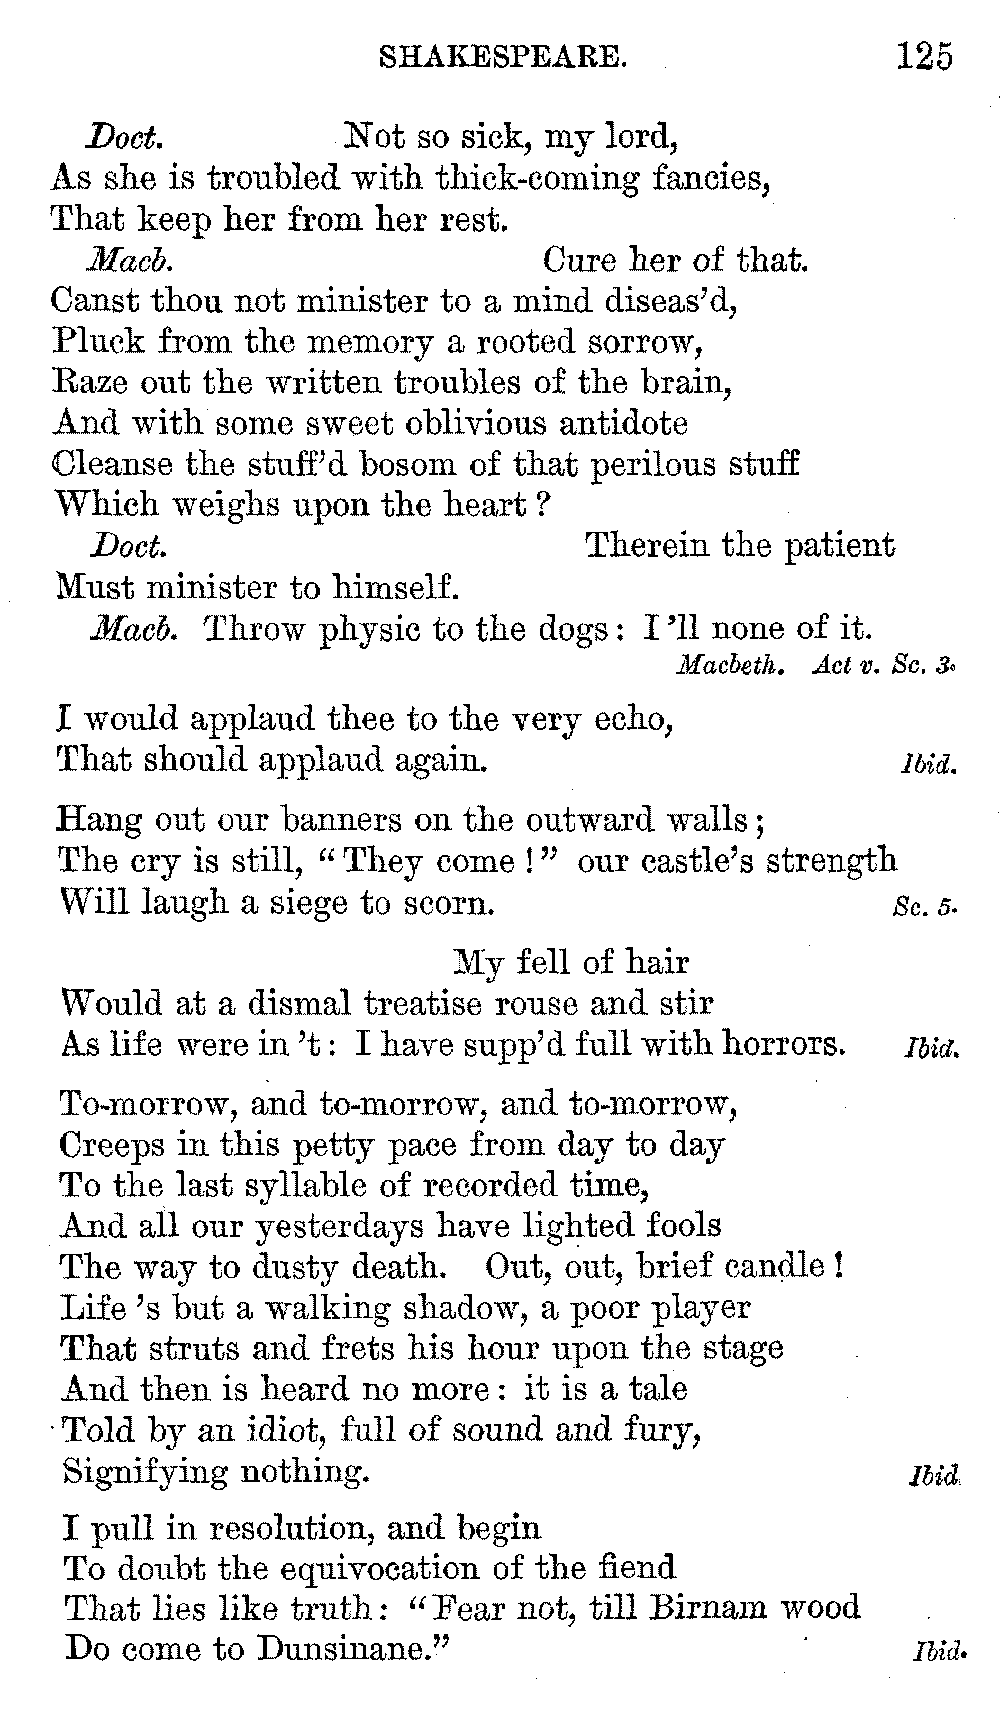 SHAKESPEARE. 125
Doct. Not so sick, my lord,
As she is troubled with thick-coming fancies,
That keep her from her rest.
Macb. Cure her of that.
Canst thou not minister to a mind diseas'd,
Pluck from the memory a rooted sorrow,
Raze out the written troubles of the brain,
And with some sweet oblivious antidote
Cleanse the stuff'd bosom of that perilous stuff
Which weighs upon the heart ?
Doct. Therein the patient
Must minister to himself.
Macb. Throw physic to the dogs : I 'll none of it.
Macbeth. Act v. Sc. 3.
I would applaud thee to the very echo,
That should applaud again. Ibid.
Hang out our banners on the outward walls ;
The cry is still, “ They come ! ” our castle's strength
Will laugh a siege to scorn. Sc. 5.
My fell of hair
Would at a dismal treatise rouse and stir
As life were in 't : I have supp'd full with horrors. Ibid.
To-morrow, and to-morrow, and to-morrow,
Creeps in this petty pace from day to day
To the last syllable of recorded time,
And all our yesterdays have lighted fools
The way to dusty death. Out, out, brief candle !
Life 's but a walking shadow, a poor player
That struts and frets his hour upon the stage
And then is heard no more : it is a tale
Told by an idiot, full of sound and fury,
Signifying nothing. Ibid.
I pull in resolution, and begin
To doubt the equivocation of the fiend
That lies like truth : “ Fear not, till Birnam wood
Do come to Dunsinane.” Ibid.